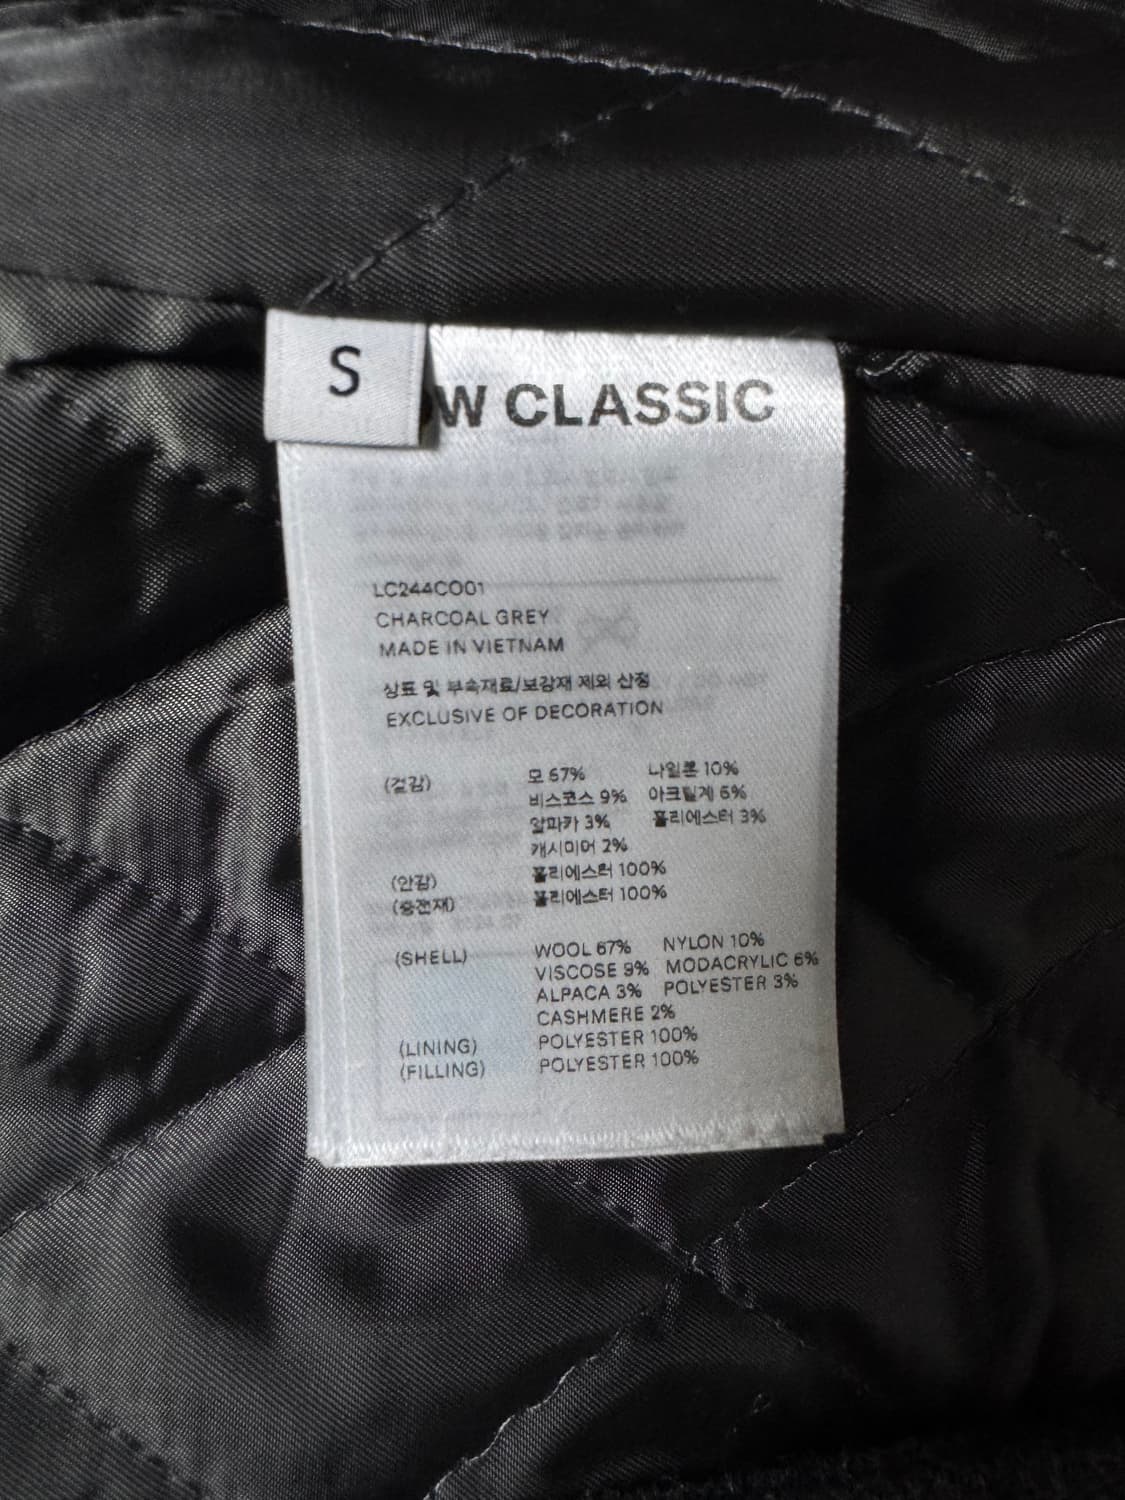 S
W CLASSIC
LC244CO01
CHARCOAL GREY
MADE IN VIETNAM
상표 및 부속재료/보강재 제외 산정
EXCLUSIVE OF DECORATION
(겉감) 모 67% 나일론 10%
비스코스 9% 아크릴계 6%
알파카 3% 폴리에스터 3%
캐시미어 2%
(안감) 폴리에스터 100%
(충전재) 폴리에스터 100%
(SHELL) WOOL 67% NYLON 10%
VISCOSE 9% MODACRYLIC 6%
ALPACA 3% POLYESTER 3%
CASHMERE 2%
(LINING) POLYESTER 100%
(FILLING) POLYESTER 100%